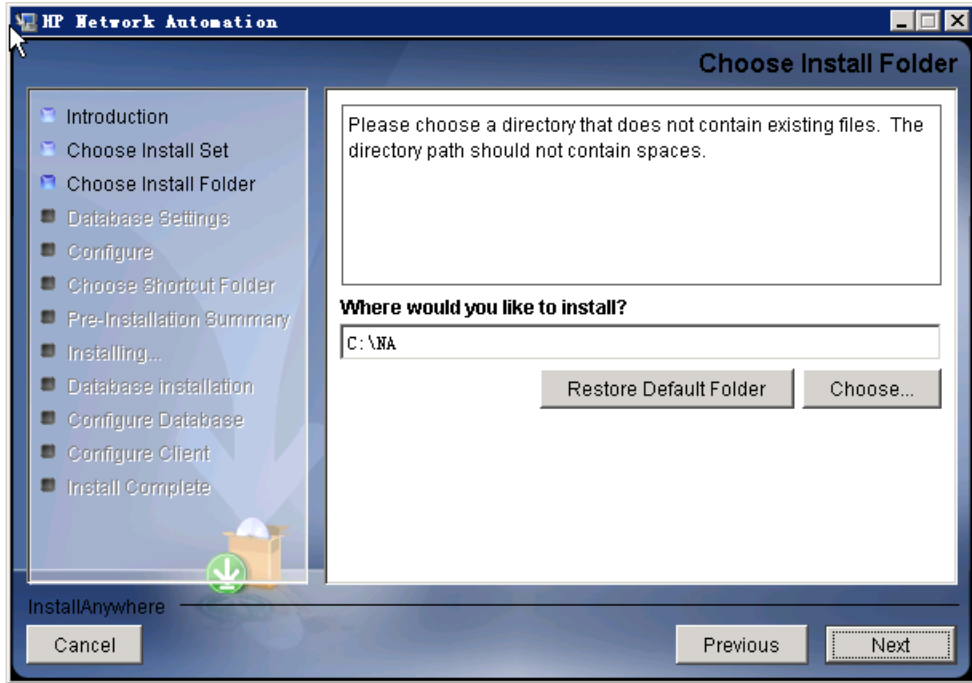 HP Network Automation
Choose Install Folder
Introduction
Choose Install Set
Choose Install Folder
Database Settings
Configure
Choose Shortcut Folder
Pre-Installation Summary
Installing...
Database installation
Configure Database
Configure Client
Install Complete
Please choose a directory that does not contain existing files. The
directory path should not contain spaces.
Where would you like to install?
C:\NA
Restore Default Folder
Choose...
InstallAnywhere
Cancel
Previous
Next